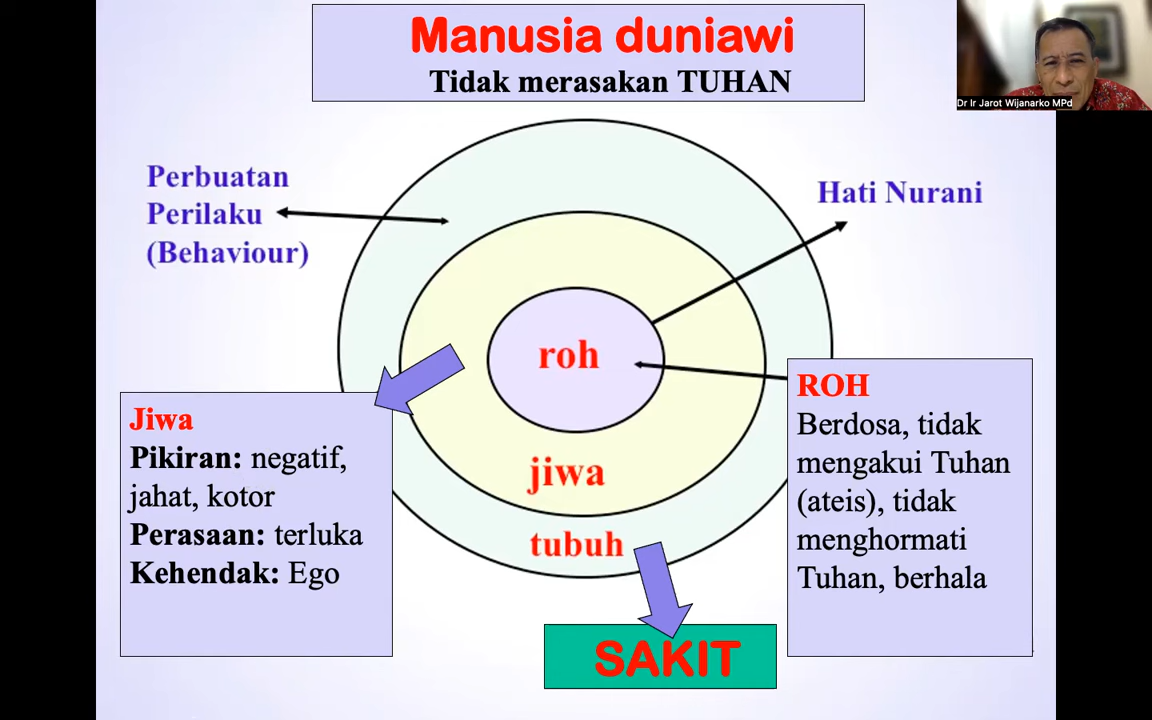 Manusia duniawi
Tidak merasakan TUHAN
Dr Ir Jarot Wijanarko MPd
Perbuatan
Perilaku
(Behaviour)
Hati Nurani
roh
jiwa
tubuh
Jiwa
Pikiran: negatif,
jahat, kotor
Perasaan: terluka
Kehendak: Ego
ROH
Berdosa, tidak
mengakui Tuhan
(ateis), tidak
menghormati
Tuhan, berhala
SAKIT